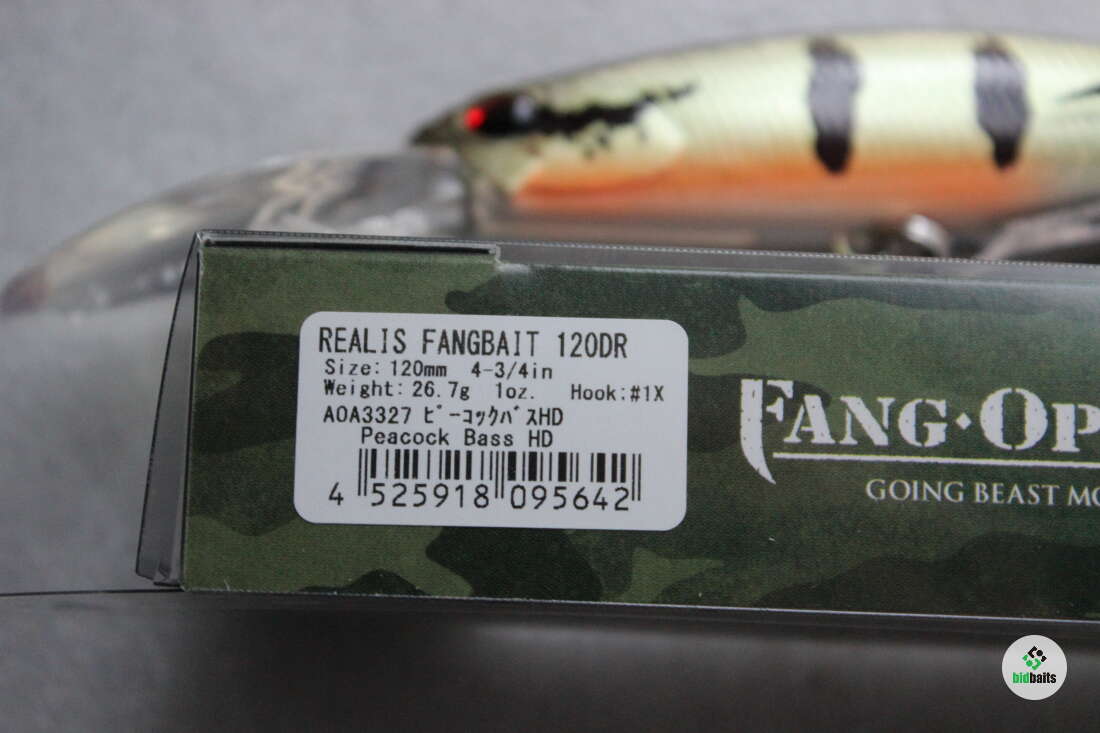 REALIS FANGBAIT 120DR
Size: 120mm 4-3/4in
Weight: 26.7g 1oz. Hook:#1X
AOA3327 ピーコックバスHD
Peacock Bass HD
4 525918 095642
FANG·OP
GOING BEAST MO
bidbaits